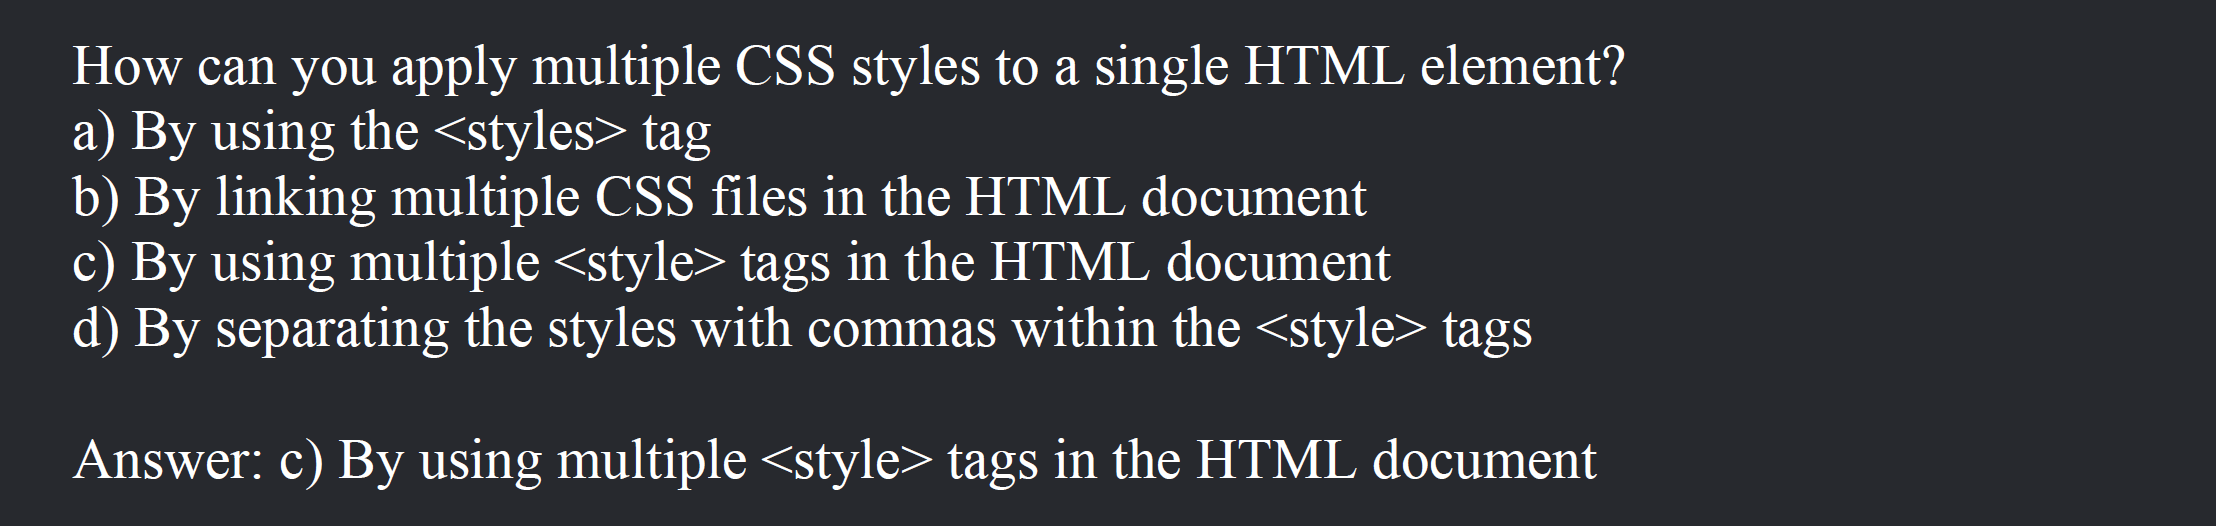 How can you apply multiple CSS styles to a single HTML element?
a) By using the <styles> tag
b) By linking multiple CSS files in the HTML document
c) By using multiple <style> tags in the HTML document
d) By separating the styles with commas within the <style> tags
Answer: c) By using multiple <style> tags in the HTML document